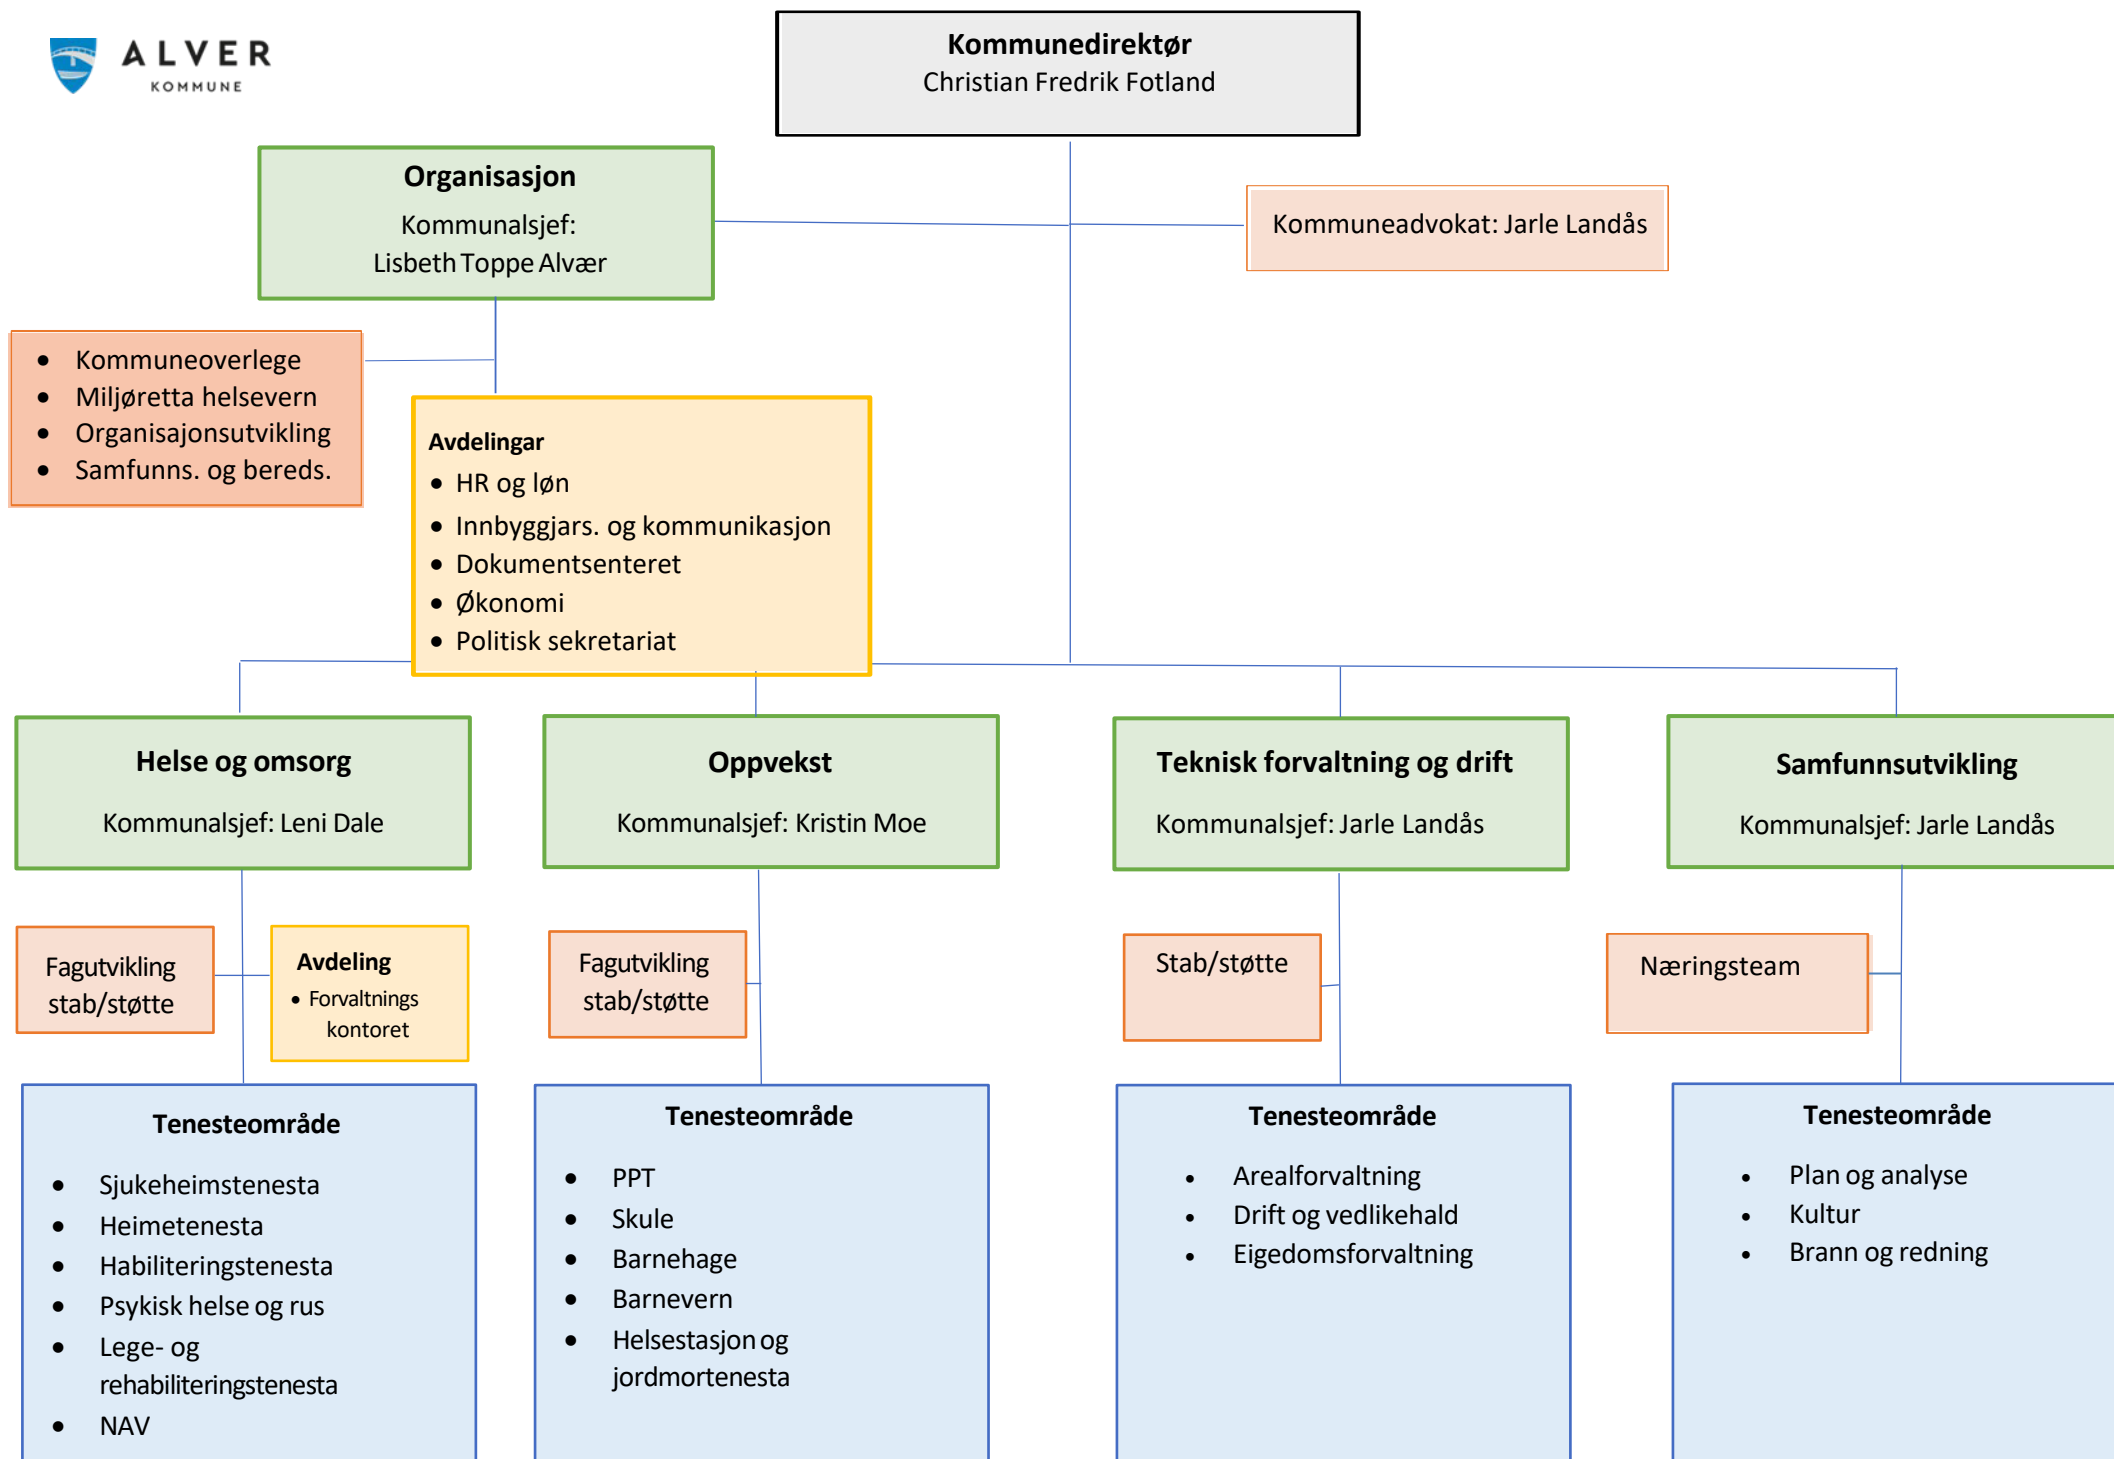 ALVER
KOMMUNE
Kommunedirektør
Christian Fredrik Fotland
Organisasjon
Kommunalsjef:
Lisbeth Toppe Alvær
Kommuneadvokat: Jarle Landås
• Kommuneoverlege
• Miljøretta helsevern
• Organisajonsutvikling
• Samfunns. og bereds.
Avdelingar
• HR og løn
• Innbyggjars. og kommunikasjon
• Dokumentsenteret
• Økonomi
• Politisk sekretariat
Helse og omsorg
Kommunalsjef: Leni Dale
Oppvekst
Kommunalsjef: Kristin Moe
Teknisk forvaltning og drift
Kommunalsjef: Jarle Landås
Samfunnsutvikling
Kommunalsjef: Jarle Landås
Fagutvikling
stab/støtte
Avdeling
• Forvaltnings
kontoret
Fagutvikling
stab/støtte
Stab/støtte
Næringsteam
Tenesteområde
• Sjukeheimstenesta
• Heimetenesta
• Habiliteringstenesta
• Psykisk helse og rus
• Lege- og
rehabiliteringstenesta
• NAV
Tenesteområde
• PPT
• Skule
• Barnehage
• Barnevern
• Helsestasjon og
jordmortenesta
Tenesteområde
• Arealforvaltning
• Drift og vedlikehald
• Eigedomsforvaltning
Tenesteområde
• Plan og analyse
• Kultur
• Brann og redning